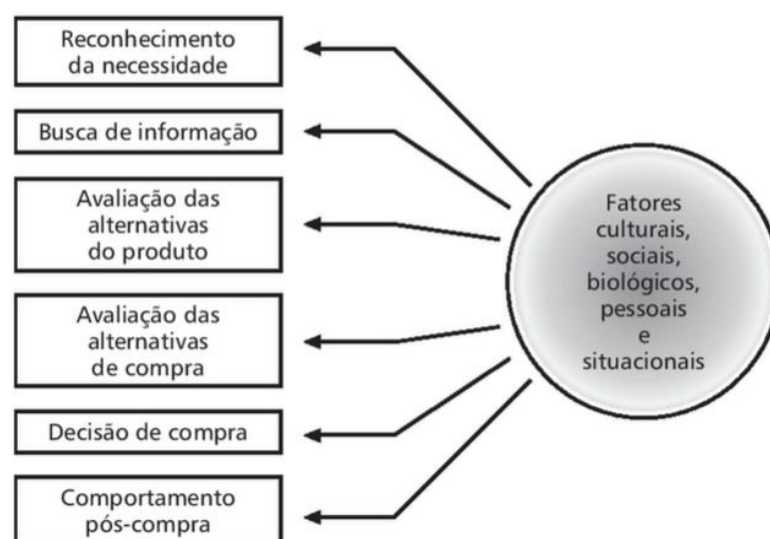 Reconhecimento
da necessidade
Busca de informação
Avaliação das
alternativas
do produto
Avaliação das
alternativas
de compra
Decisão de compra
Comportamento
pós-compra
Fatores
culturais,
sociais,
biológicos,
pessoais
e
situacionais